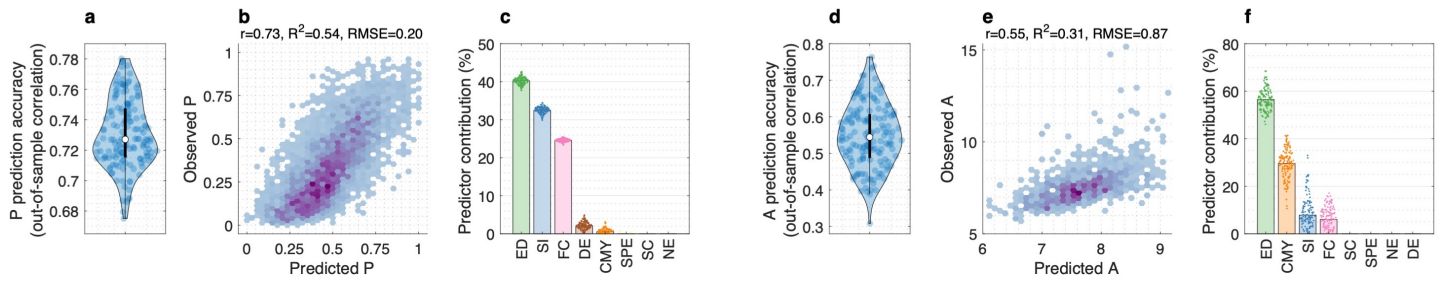 a
P prediction accuracy
(out-of-sample correlation)
0.78
0.76
0.74
0.72
0.7
0.68
b
r=0.73, R²=0.54, RMSE=0.20
Observed P
1
0.75
0.5
0.25
0
0 0.25 0.5 0.75 1
Predicted P
c
Predictor contribution (%)
50
40
30
20
10
0
ED SI FC DE CMY SPE SC NE
d
A prediction accuracy
(out-of-sample correlation)
0.8
0.7
0.6
0.5
0.4
0.3
e
r=0.55, R²=0.31, RMSE=0.87
Observed A
15
10
5
6 7 8 9
Predicted A
f
Predictor contribution (%)
80
60
40
20
0
ED CMY SI FC SC SPE NE DE